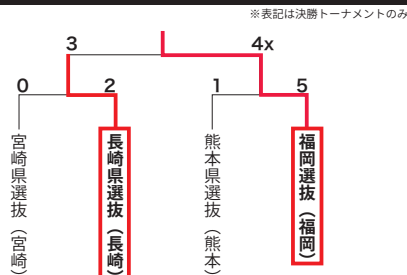 ※表記は決勝トーナメントのみ
3
4x
0
2
1
5
宮崎県選抜（宮崎）
長崎県選抜（長崎）
熊本県選抜（熊本）
福岡選抜（福岡）